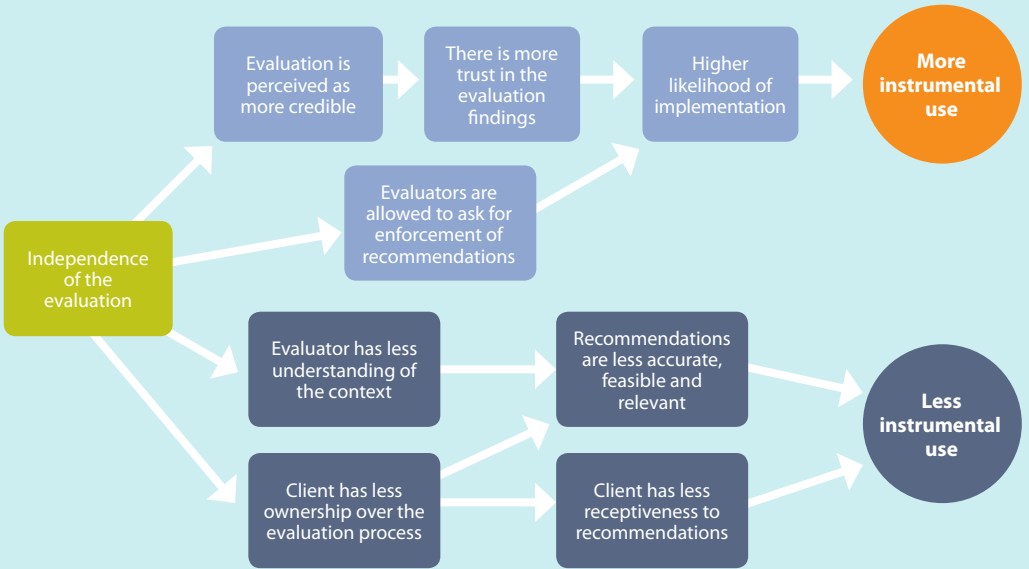 Evaluation is
perceived as
more credible
There is more
trust in the
evaluation
findings
Higher
likelihood of
implementation
More
instrumental
use
Evaluators are
allowed to ask for
enforcement of
recommendations
Independence
of the
evaluation
Evaluator has less
understanding of
the context
Recommendations
are less accurate,
feasible and
relevant
Less
instrumental
use
Client has less
ownership over the
evaluation process
Client has less
receptiveness to
recommendations